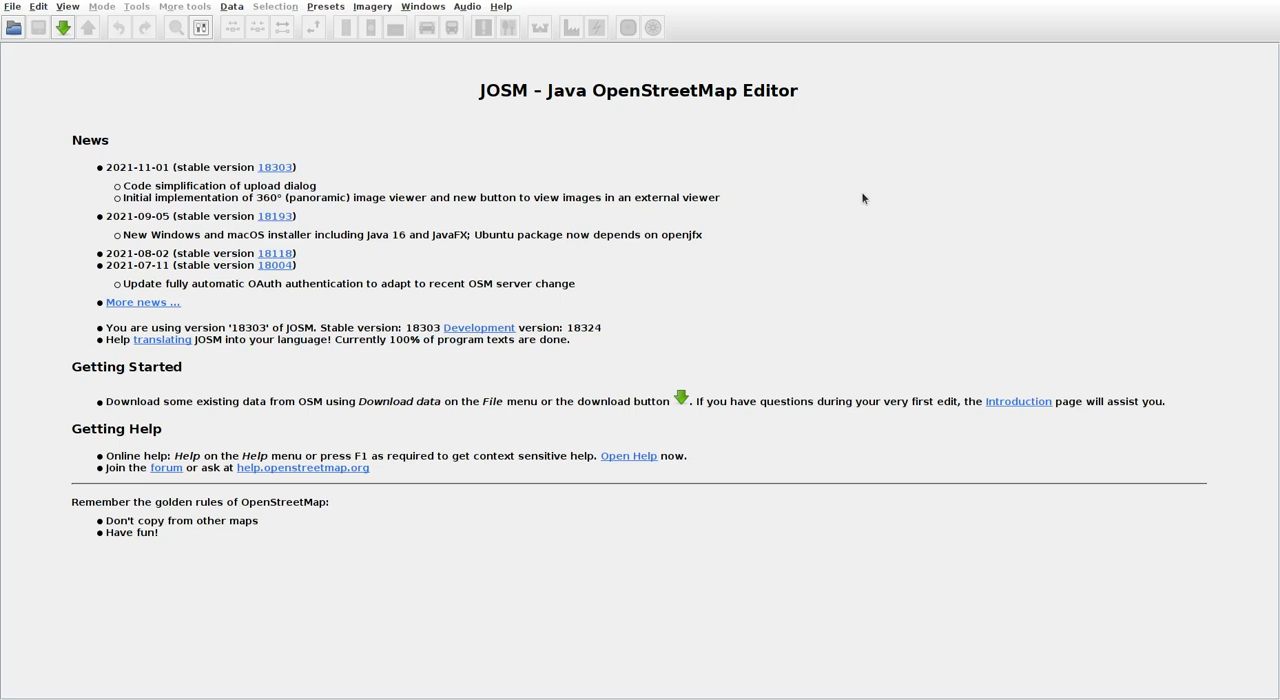 File Edit View Mode Tools More tools Data Selection Presets Imagery Windows Audio Help
JOSM – Java OpenStreetMap Editor
News
2021-11-01 (stable version 18303)
Code simplification of upload dialog
Initial implementation of 360° (panoramic) image viewer and new button to view images in an external viewer
2021-09-05 (stable version 18193)
New Windows and macOS installer including Java 16 and JavaFX; Ubuntu package now depends on openjfx
2021-08-02 (stable version 18118)
2021-07-11 (stable version 18004)
Update fully automatic OAuth authentication to adapt to recent OSM server change
More news ...
You are using version '18303' of JOSM. Stable version: 18303 Development version: 18324
Help translating JOSM into your language! Currently 100% of program texts are done.
Getting Started
Download some existing data from OSM using Download data on the File menu or the download button . If you have questions during your very first edit, the Introduction page will assist you.
Getting Help
Online help: Help on the Help menu or press F1 as required to get context sensitive help. Open Help now.
Join the forum or ask at help.openstreetmap.org
Remember the golden rules of OpenStreetMap:
Don't copy from other maps
Have fun!